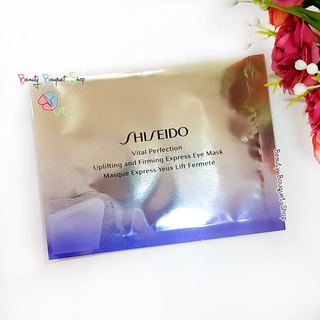 Beauty Bouquet Shop
SHISEIDO
Vital Perfection
Uplifting and Firming Express Eye Mask
Masque Express Yeux Lift Fermeté
Beauty Bouquet Shop